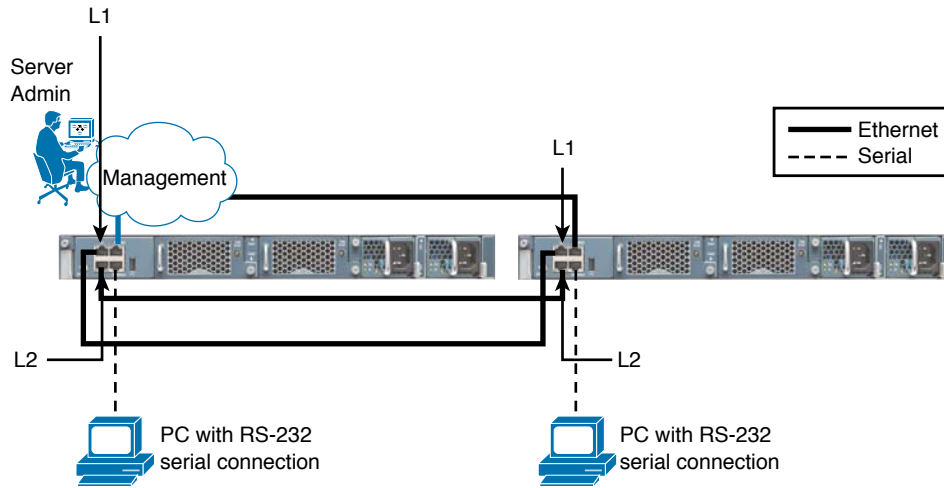 L1
Server
Admin
Management
L1
Ethernet
Serial
L2
L2
PC with RS-232
serial connection
PC with RS-232
serial connection